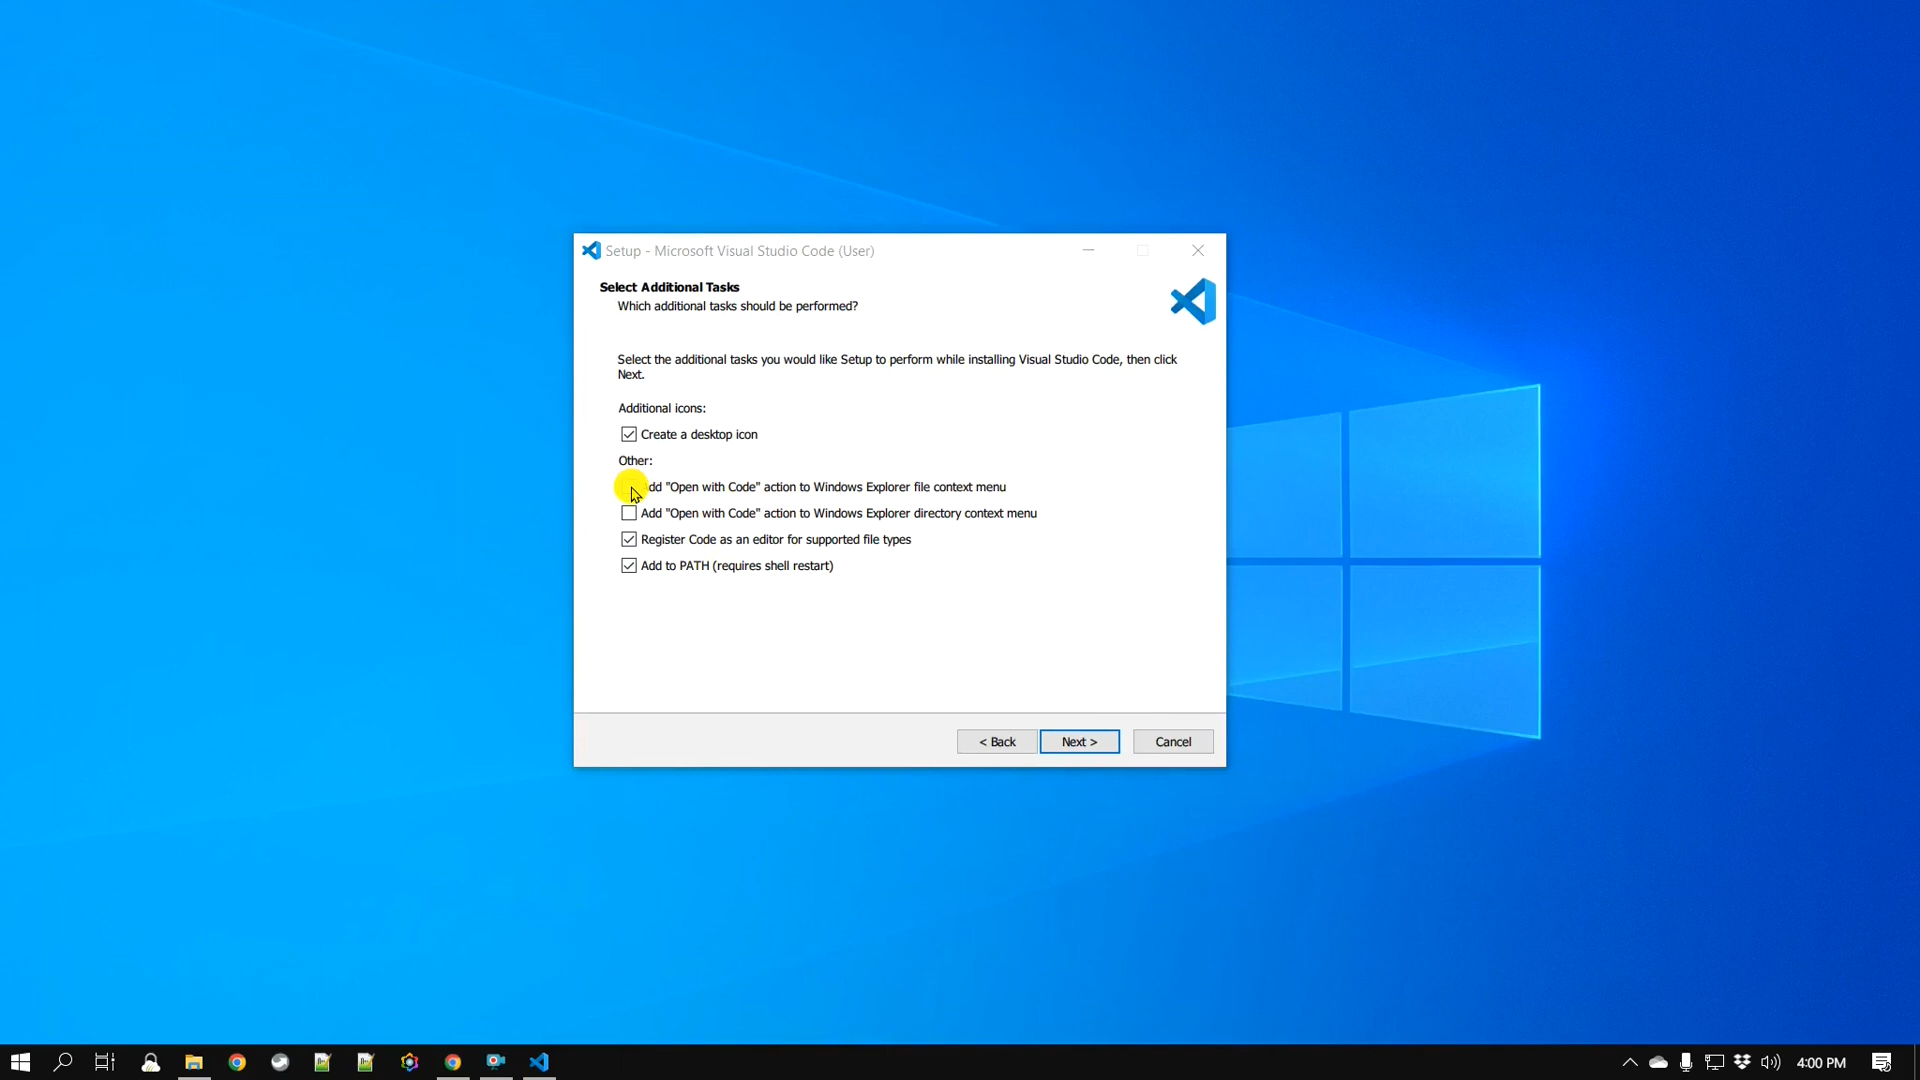 Setup - Microsoft Visual Studio Code (User)
Select Additional Tasks
Which additional tasks should be performed?
Select the additional tasks you would like Setup to perform while installing Visual Studio Code, then click
Next.
Additional icons:
Create a desktop icon
Other:
"Open with Code" action to Windows Explorer file context menu
Add "Open with Code" action to Windows Explorer directory context menu
Register Code as an editor for supported file types
Add to PATH (requires shell restart)
< Back
Next >
Cancel
4:00 PM